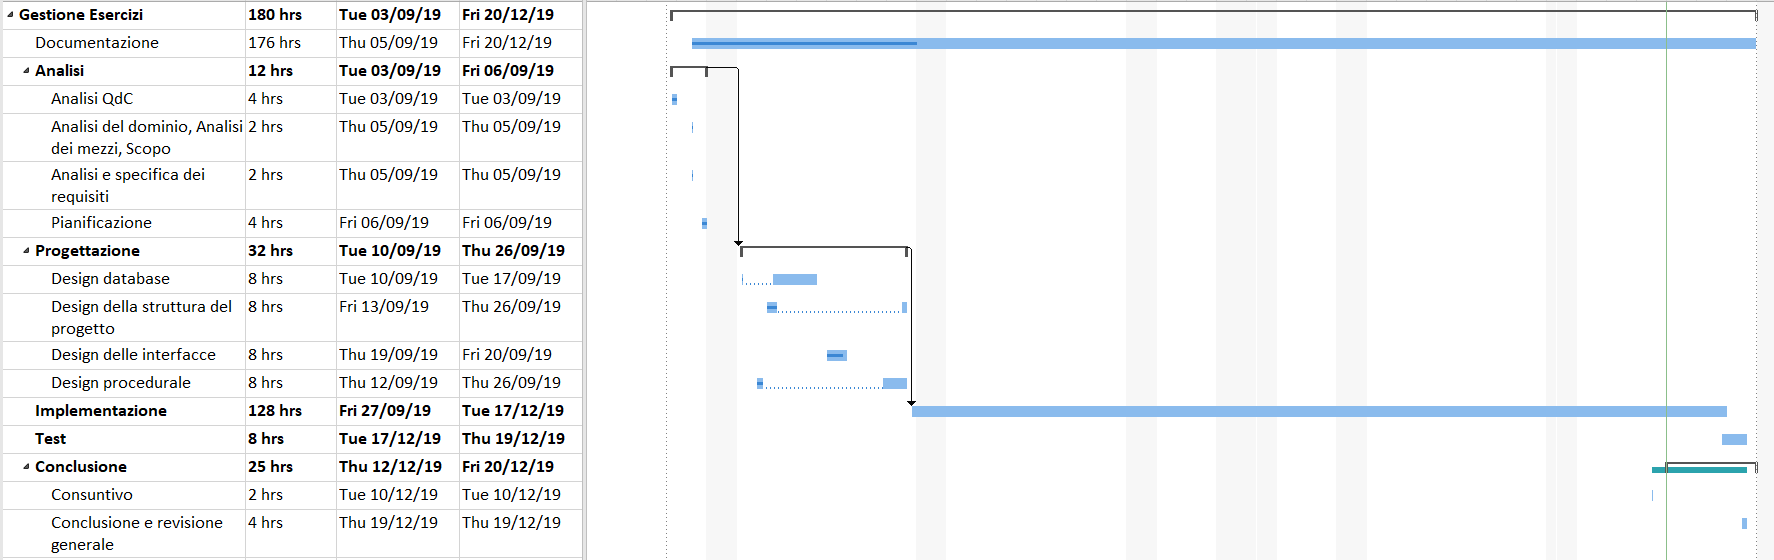 Gestione Esercizi 180 hrs Tue 03/09/19 Fri 20/12/19
Documentazione 176 hrs Thu 05/09/19 Fri 20/12/19
Analisi 12 hrs Tue 03/09/19 Fri 06/09/19
Analisi QdC 4 hrs Tue 03/09/19 Tue 03/09/19
Analisi del dominio, Analisi 2 hrs Thu 05/09/19 Thu 05/09/19
dei mezzi, Scopo
Analisi e specifica dei 2 hrs Thu 05/09/19 Thu 05/09/19
requisiti
Pianificazione 4 hrs Fri 06/09/19 Fri 06/09/19
Progettazione 32 hrs Tue 10/09/19 Thu 26/09/19
Design database 8 hrs Tue 10/09/19 Tue 17/09/19
Design della struttura del 8 hrs Fri 13/09/19 Thu 26/09/19
progetto
Design delle interfacce 8 hrs Thu 19/09/19 Fri 20/09/19
Design procedurale 8 hrs Thu 12/09/19 Thu 26/09/19
Implementazione 128 hrs Fri 27/09/19 Tue 17/12/19
Test 8 hrs Tue 17/12/19 Thu 19/12/19
Conclusione 25 hrs Thu 12/12/19 Fri 20/12/19
Consuntivo 2 hrs Tue 10/12/19 Tue 10/12/19
Conclusione e revisione 4 hrs Thu 19/12/19 Thu 19/12/19
generale